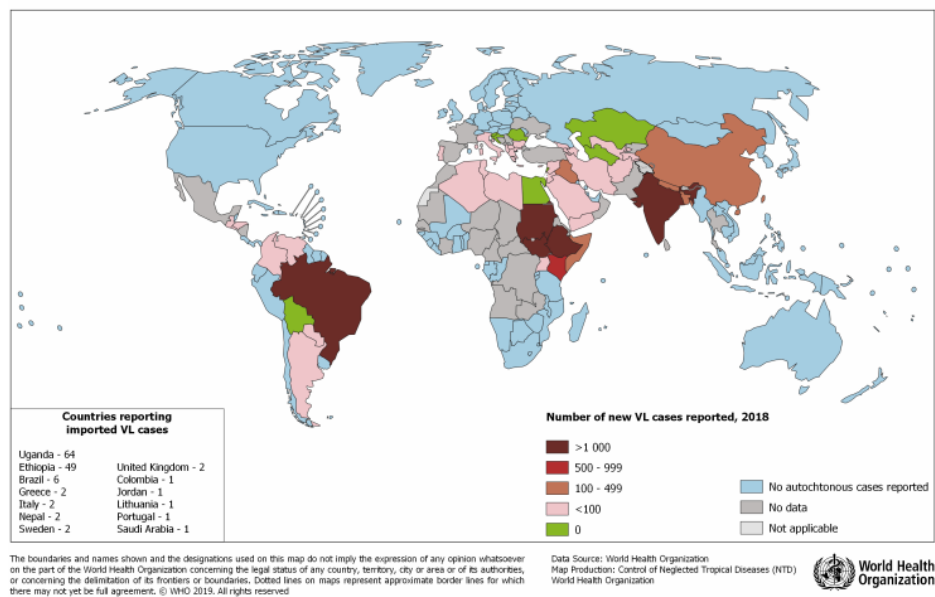 Countries reporting
imported VL cases
Uganda - 64
Ethiopia - 49
Brazil - 6
Greece - 2
Italy - 2
Nepal - 2
Sweden - 2
United Kingdom - 2
Colombia - 1
Jordan - 1
Lithuania - 1
Portugal - 1
Saudi Arabia - 1
Number of new VL cases reported, 2018
>1 000
500 - 999
100 - 499
<100
0
No autochtonous cases reported
No data
Not applicable
The boundaries and names shown and the designations used on this map do not imply the expression of any opinion whatsoever
on the part of the World Health Organization concerning the legal status of any country, territory, city or area or of its authorities,
or concerning the delimitation of its frontiers or boundaries. Dotted lines on maps represent approximate border lines for which
there may not yet be full agreement. © WHO 2019. All rights reserved
Data Source: World Health Organization
Map Production: Control of Neglected Tropical Diseases (NTD)
World Health Organization
World Health
Organization